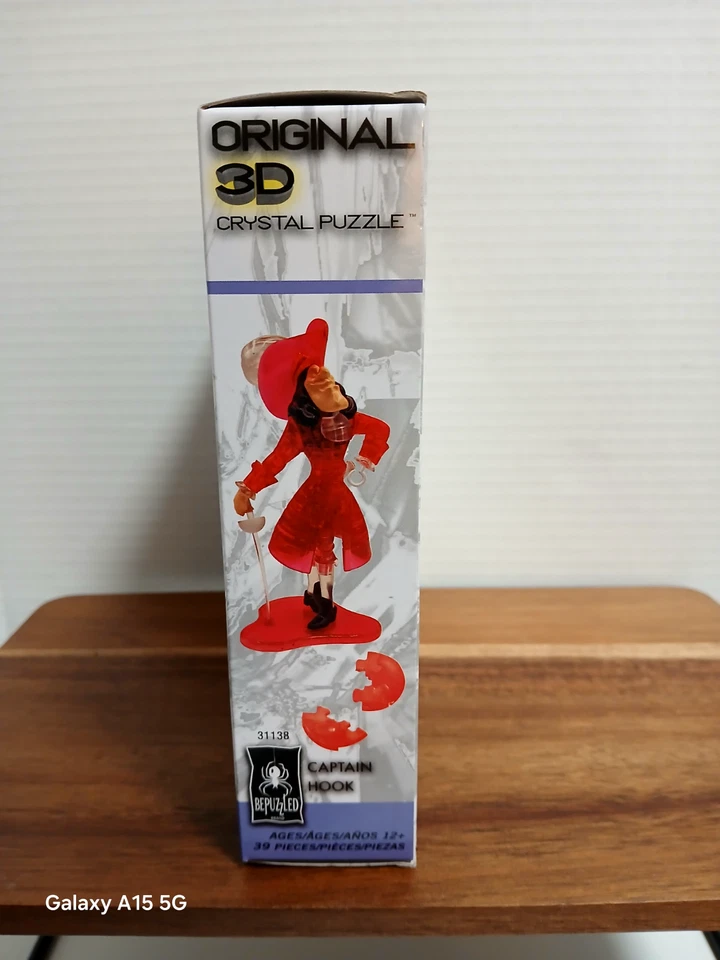 ORIGINAL
3D
CRYSTAL PUZZLE™
31138
BEPUZZLED
CAPTAIN
HOOK
AGES/ÂGES/AÑOS 12+
39 PIECES/PIÈCES/PIEZAS
Galaxy A15 5G